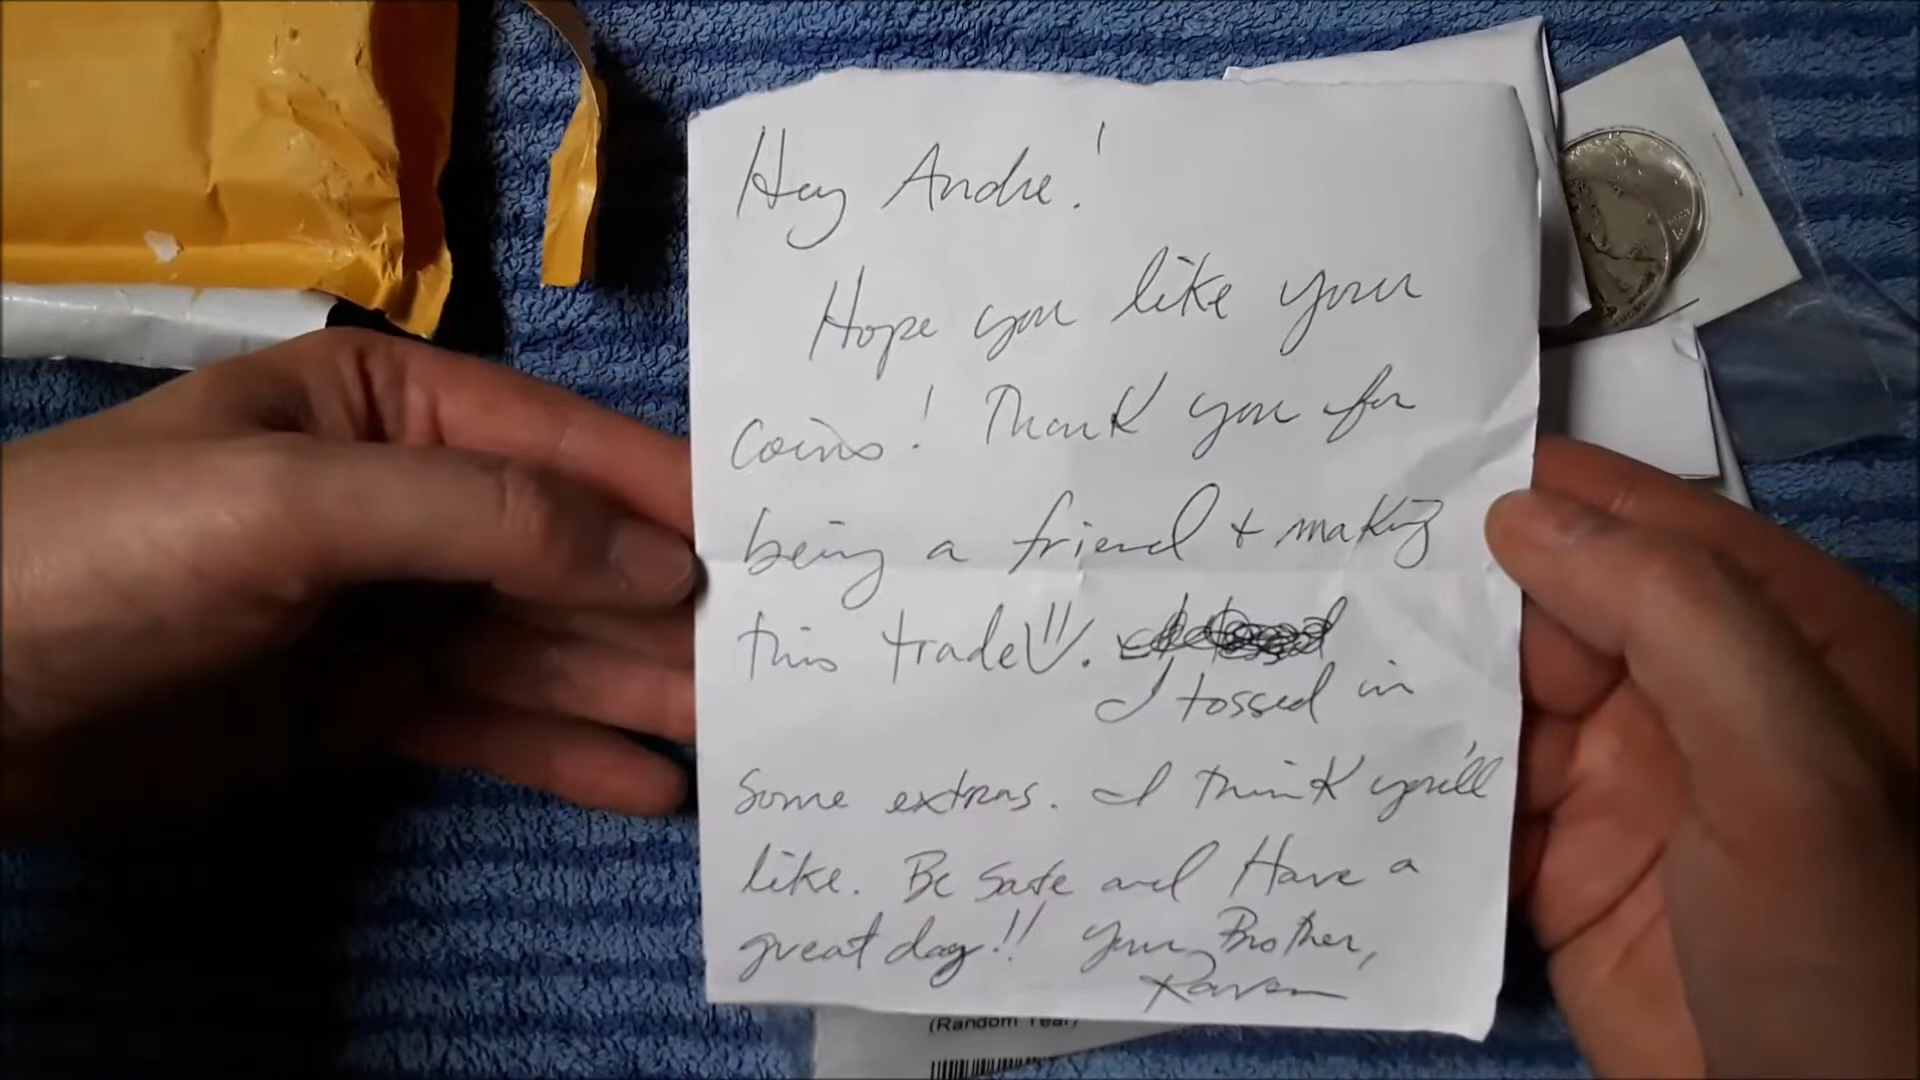 Hey Andre!
Hope you like your
coins! Thank you for
being a friend + making
this trade!!.
I tossed in
some extras. I think you'll
like. Be safe and Have a
great day!! Your Brother,
Raven
(Random Year)